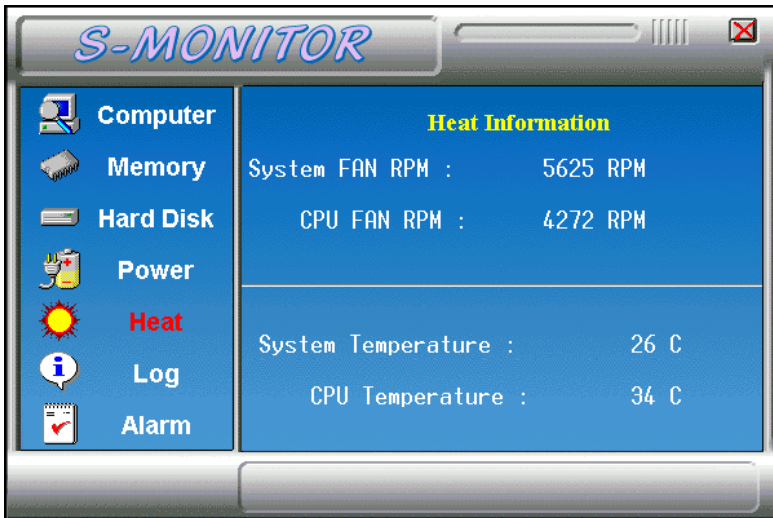 S-MONITOR
Computer
Memory
Hard Disk
Power
Heat
Log
Alarm
Heat Information
System FAN RPM : 5625 RPM
CPU FAN RPM : 4272 RPM
System Temperature : 26 C
CPU Temperature : 34 C